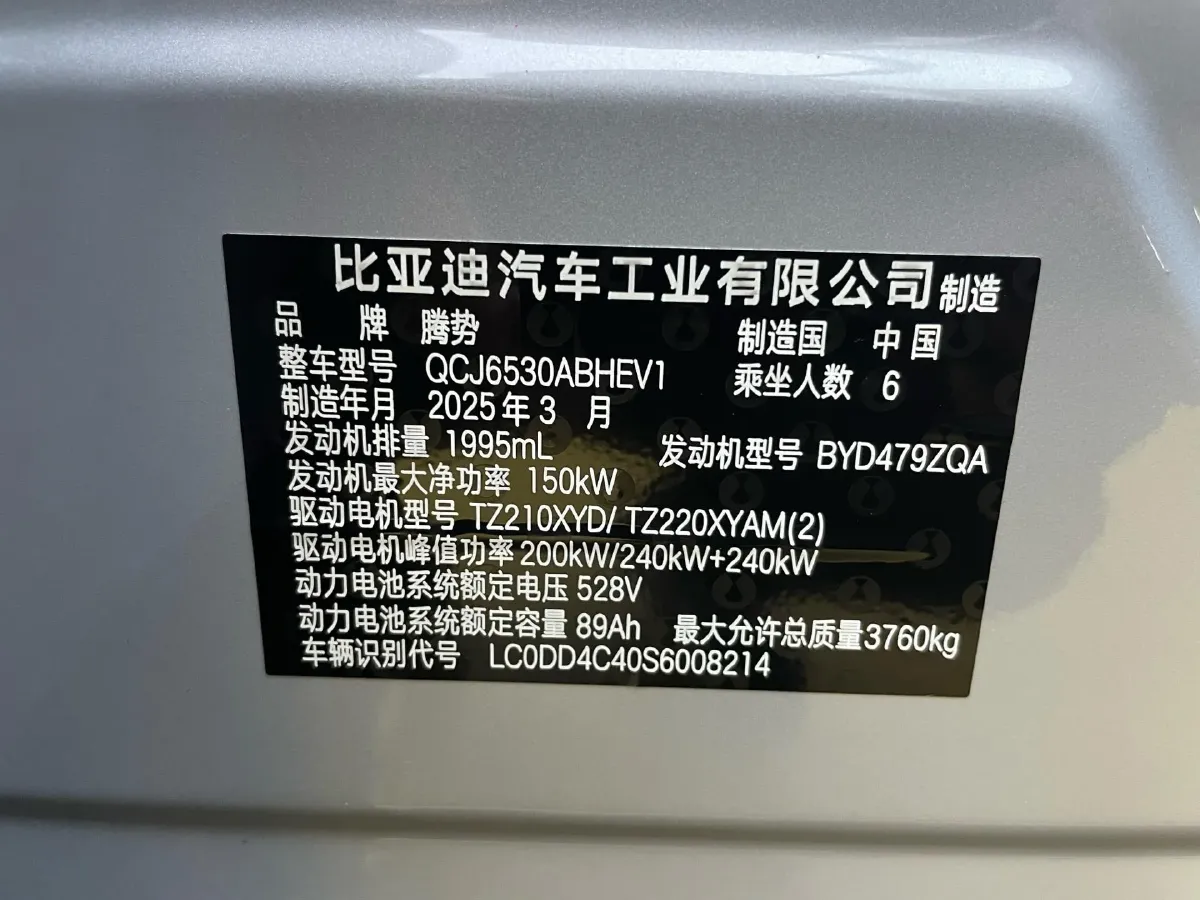 比亚迪汽车工业有限公司制造
品 牌 腾势 制造国 中国
整车型号 QCJ6530ABHEV1 乘坐人数 6
制造年月 2025年3 月
发动机排量 1995mL 发动机型号 BYD479ZQA
发动机最大净功率 150kW
驱动电机型号 TZ210XYD/ TZ220XYAM(2)
驱动电机峰值功率 200kW/240kW+240kW
动力电池系统额定电压 528V
动力电池系统额定容量 89Ah 最大允许总质量3760kg
车辆识别代号 LC0DD4C40S6008214